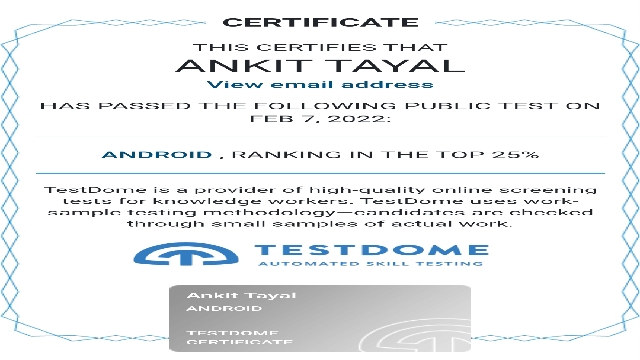 CERTIFICATE
THIS CERTIFIES THAT
ANKIT TAYAL
View email address
HAS PASSED THE FOLLOWING PUBLIC TEST ON
FEB 7, 2022:
ANDROID , RANKING IN THE TOP 25%
TestDome is a provider of high-quality online screening
tests for knowledge workers. TestDome uses work-
sample testing methodology—candidates are checked
through small samples of actual work.
TESTDOME
AUTOMATED SKILL TESTING
Ankit Tayal
ANDROID
TESTDOME
CERTIFICATE